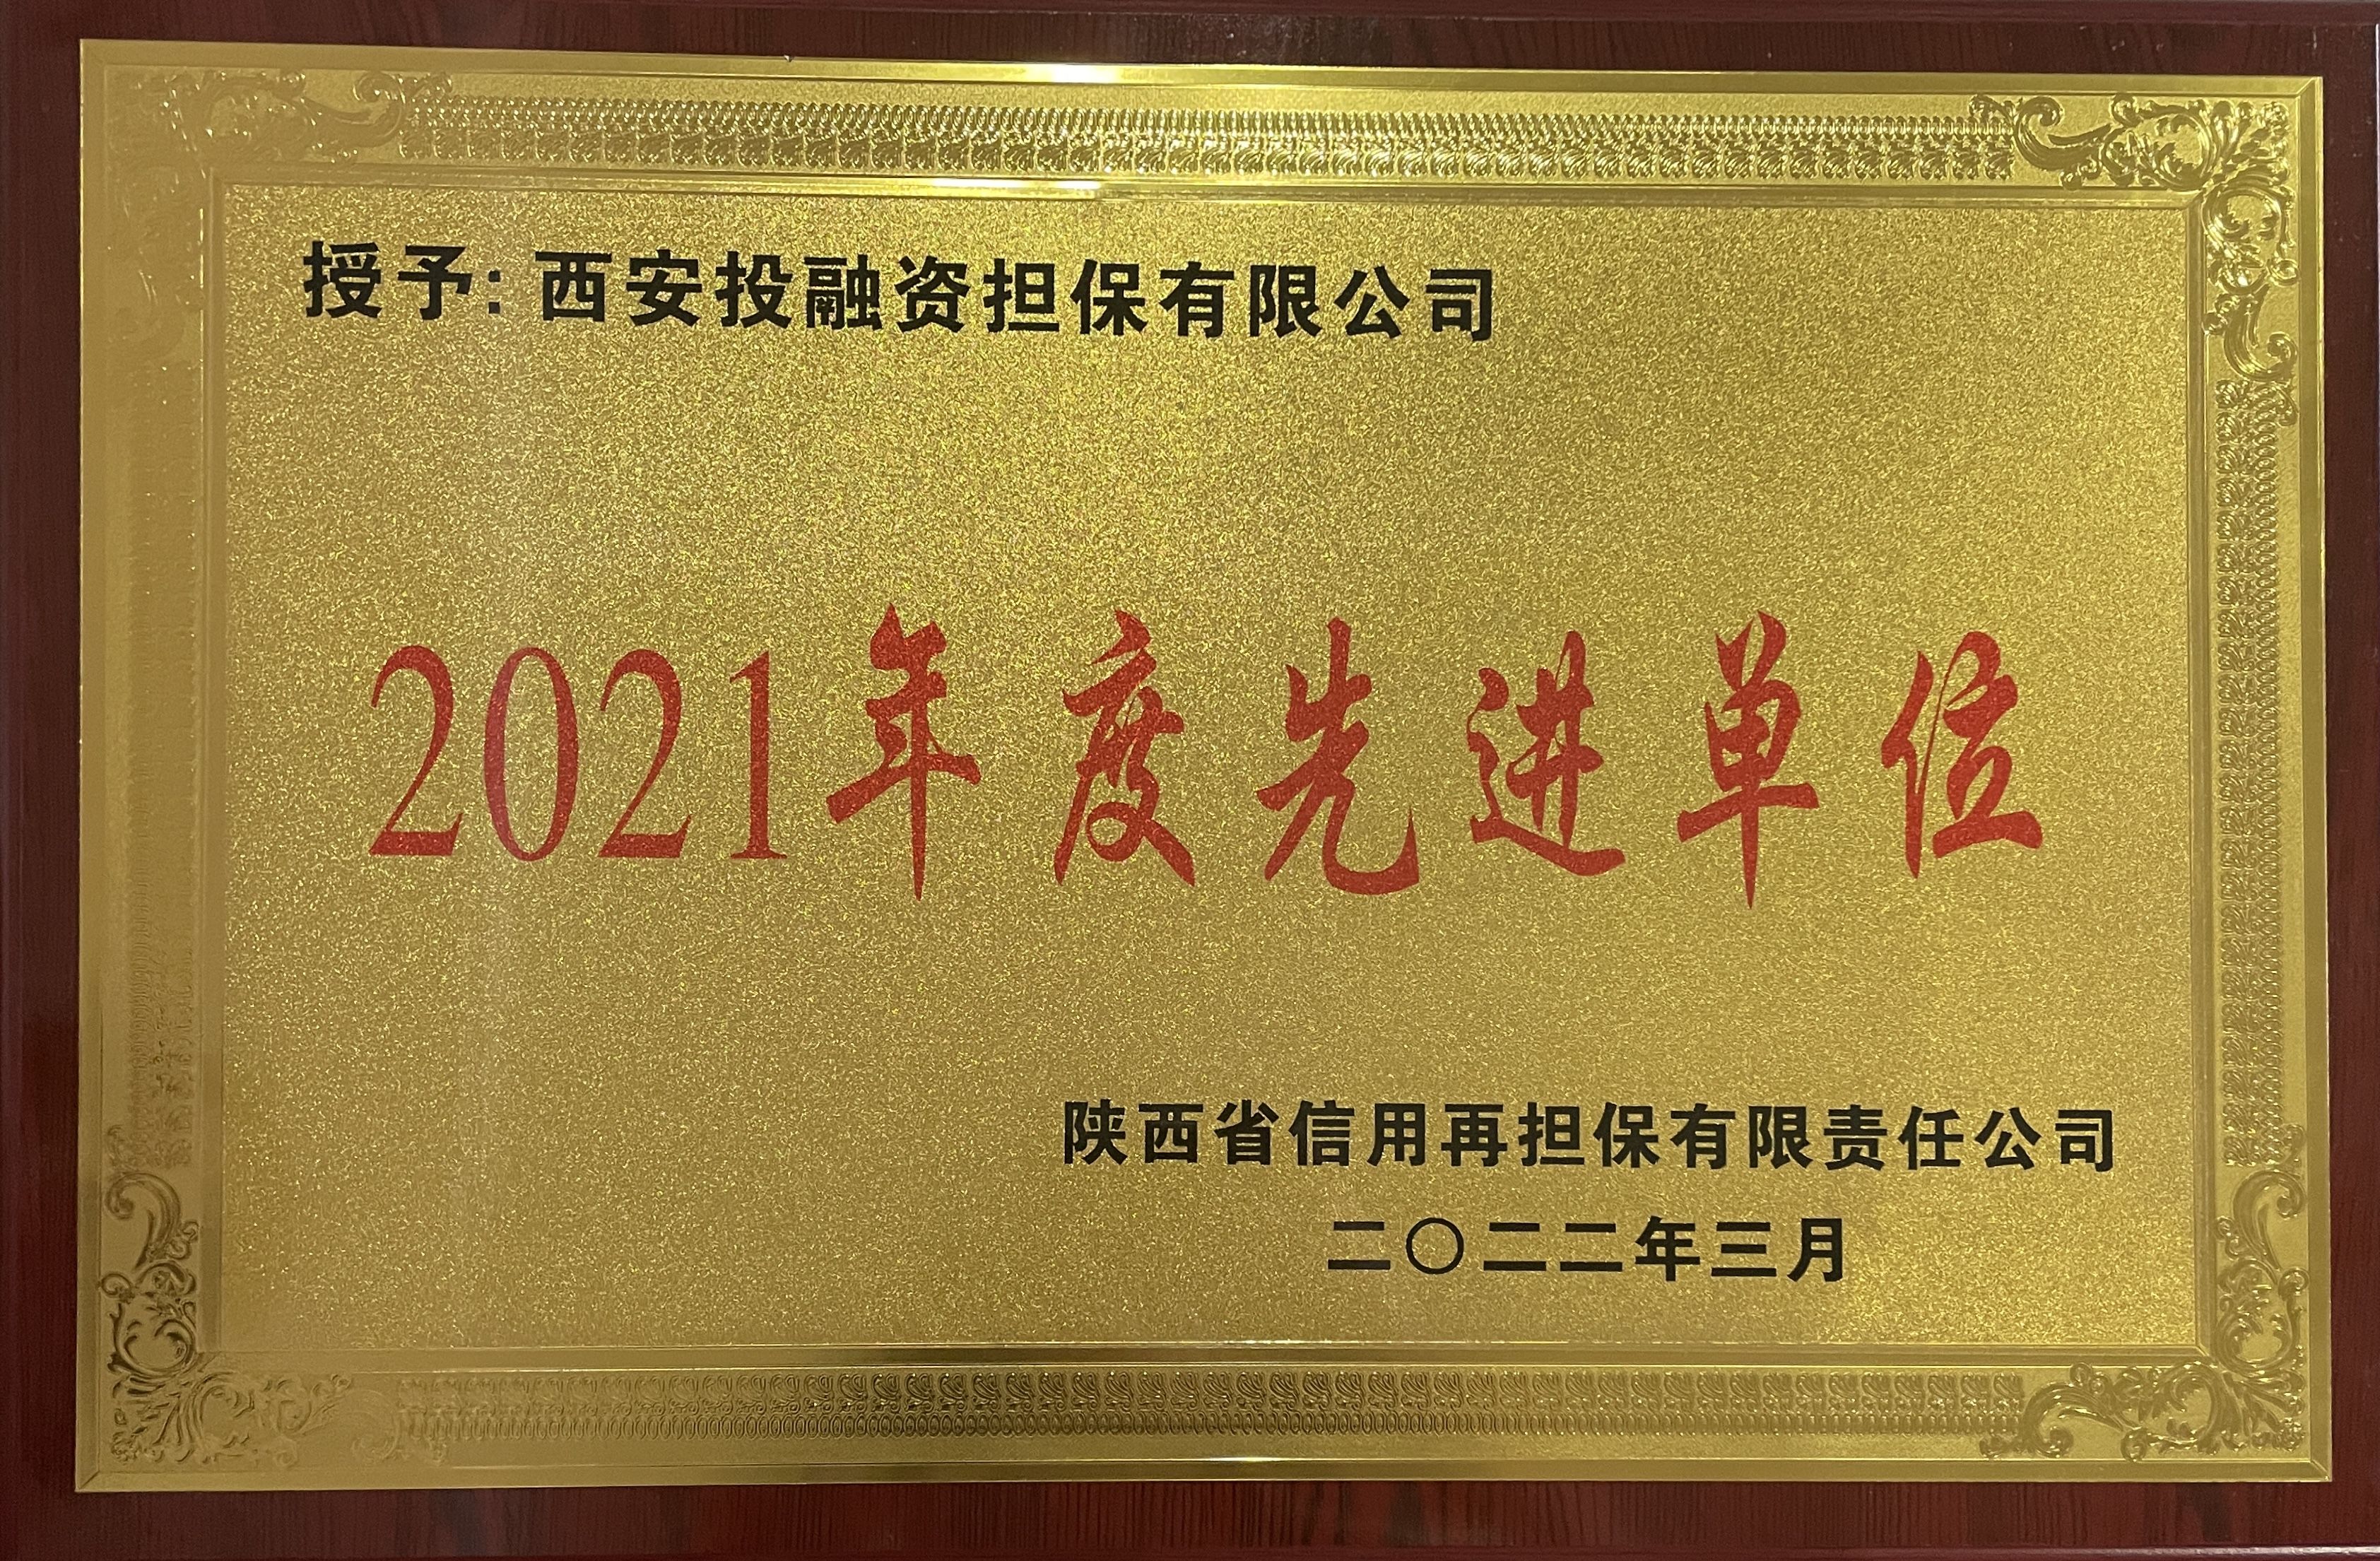 授予：西安投融资担保有限公司
2021年度先进单位
陕西省信用再担保有限责任公司
二〇二二年三月